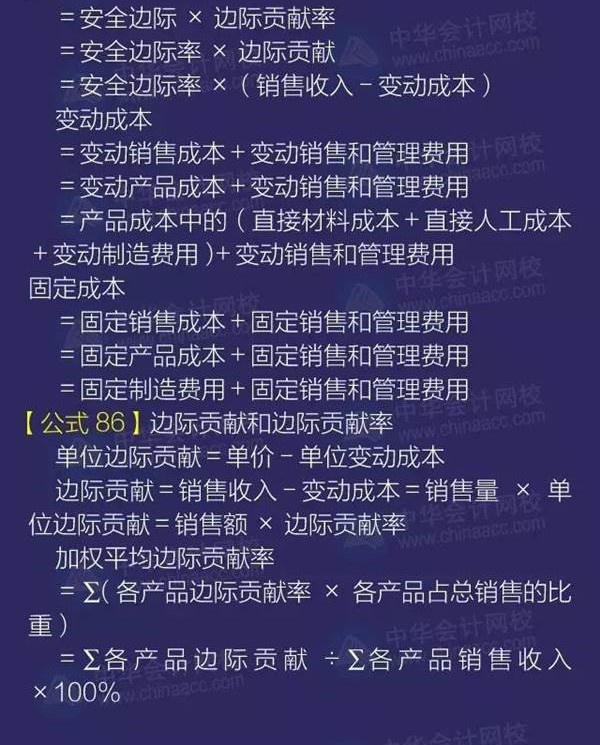 ＝安全边际 × 边际贡献率
＝安全边际率 × 边际贡献
＝安全边际率 ×（销售收入－变动成本）
变动成本
＝变动销售成本＋变动销售和管理费用
＝变动产品成本＋变动销售和管理费用
＝产品成本中的（直接材料成本＋直接人工成本
＋变动制造费用）＋变动销售和管理费用
固定成本
＝固定销售成本＋固定销售和管理费用
＝固定产品成本＋固定销售和管理费用
＝固定制造费用＋固定销售和管理费用
【公式 86】边际贡献和边际贡献率
单位边际贡献＝单价－单位变动成本
边际贡献＝销售收入－变动成本＝销售量 × 单
位边际贡献＝销售额 × 边际贡献率
加权平均边际贡献率
＝∑（各产品边际贡献率 × 各产品占总销售的比
重）
＝∑各产品边际贡献 ÷∑各产品销售收入
×100%
中华会计网校
www.chinaacc.com